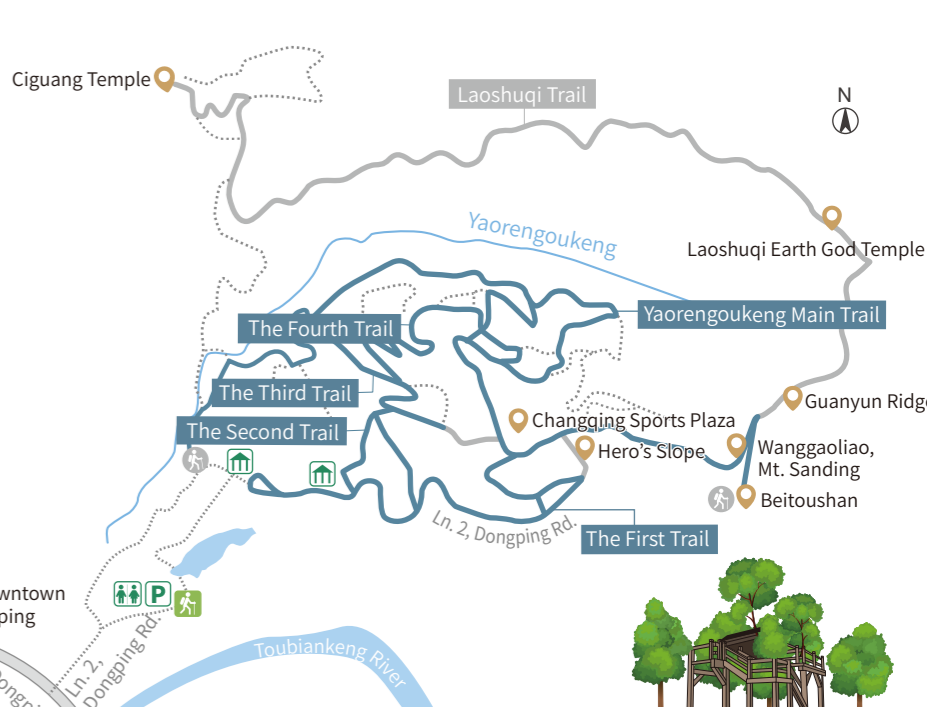 Ciguang Temple
Laoshuqi Trail
N
Yaorengoukeng
Laoshuqi Earth God Temple
Yaorengoukeng Main Trail
The Fourth Trail
The Third Trail
Guanyun Ridge
Changqing Sports Plaza
The Second Trail
Hero's Slope
Wanggaoliao,
Mt. Sanding
Beitoushan
Ln. 2, Dongping Rd.
The First Trail
wntown
ping
P
Ln. 2,
Dongping Rd.
Toubiankeng River